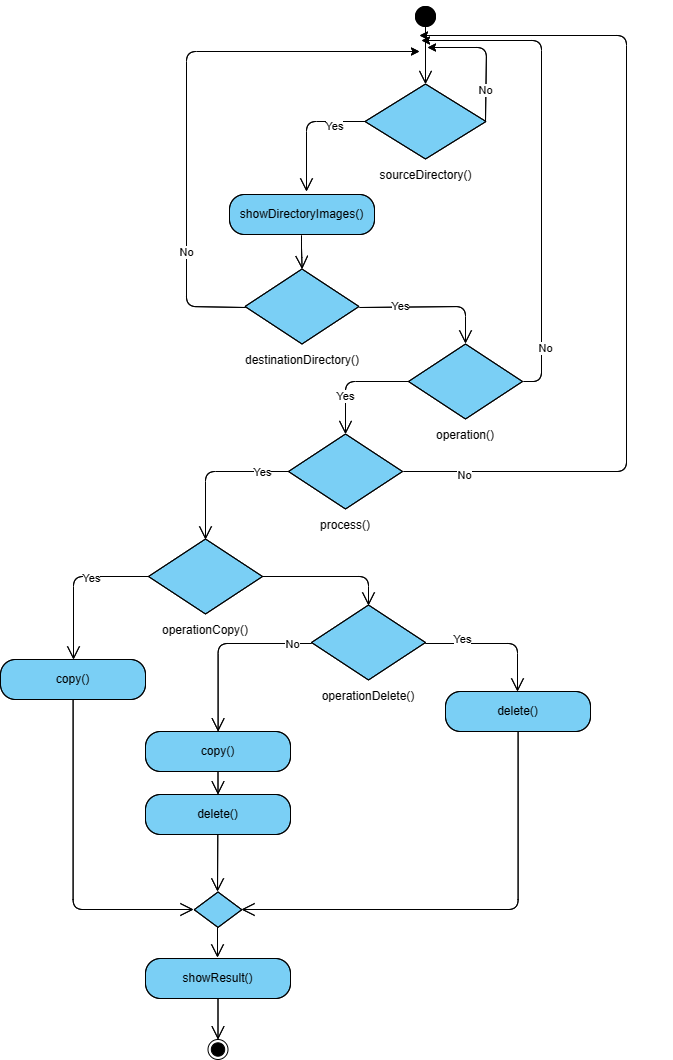 No
Yes
sourceDirectory()
showDirectoryImages()
No
Yes
destinationDirectory()
No
Yes
operation()
Yes
No
process()
Yes
operationCopy()
No
Yes
copy()
operationDelete()
delete()
copy()
delete()
showResult()